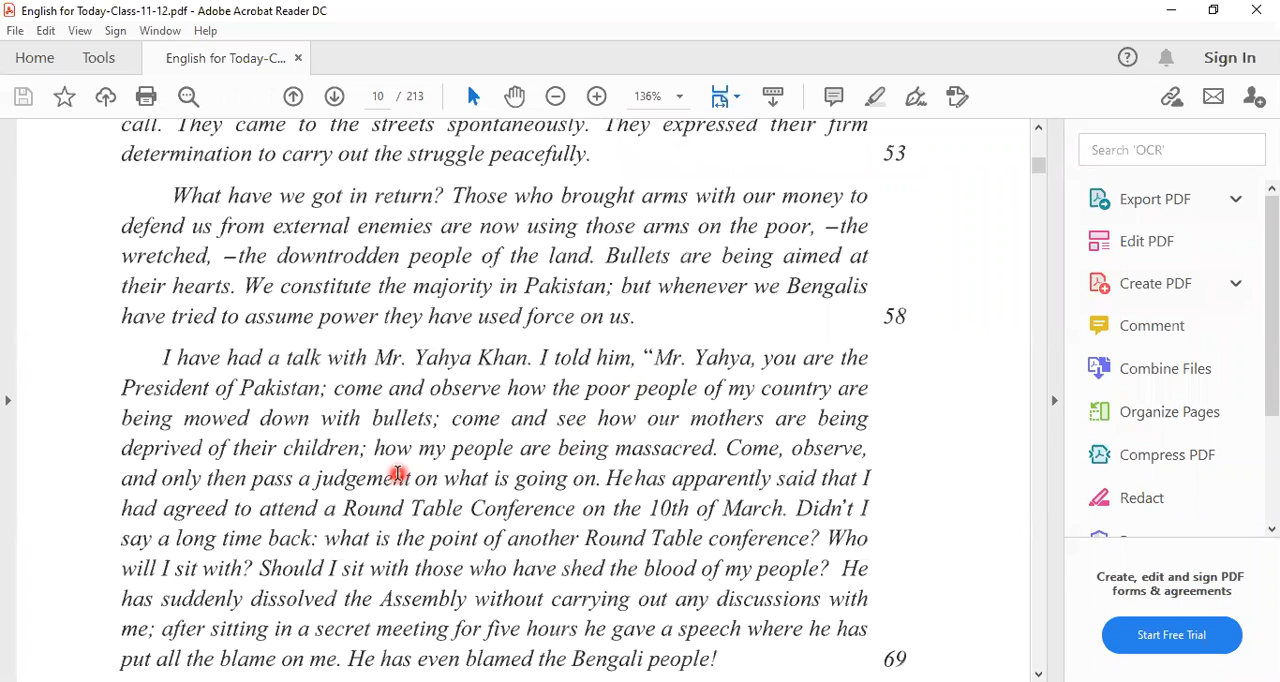 English for Today-Class-11-12.pdf - Adobe Acrobat Reader DC
File Edit View Sign Window Help
Home Tools English for Today-C... × Sign In
10 / 213 136%
call. They came to the streets spontaneously. They expressed their firm
determination to carry out the struggle peacefully. 53
What have we got in return? Those who brought arms with our money to
defend us from external enemies are now using those arms on the poor, –the
wretched, –the downtrodden people of the land. Bullets are being aimed at
their hearts. We constitute the majority in Pakistan; but whenever we Bengalis
have tried to assume power they have used force on us. 58
I have had a talk with Mr. Yahya Khan. I told him, “Mr. Yahya, you are the
President of Pakistan; come and observe how the poor people of my country are
being mowed down with bullets; come and see how our mothers are being
deprived of their children; how my people are being massacred. Come, observe,
and only then pass a judgement on what is going on. He has apparently said that I
had agreed to attend a Round Table Conference on the 10th of March. Didn't I
say a long time back: what is the point of another Round Table conference? Who
will I sit with? Should I sit with those who have shed the blood of my people? He
has suddenly dissolved the Assembly without carrying out any discussions with
me; after sitting in a secret meeting for five hours he gave a speech where he has
put all the blame on me. He has even blamed the Bengali people! 69
Search 'OCR'
Export PDF
Edit PDF
Create PDF
Comment
Combine Files
Organize Pages
Compress PDF
Redact
Create, edit and sign PDF
forms & agreements
Start Free Trial